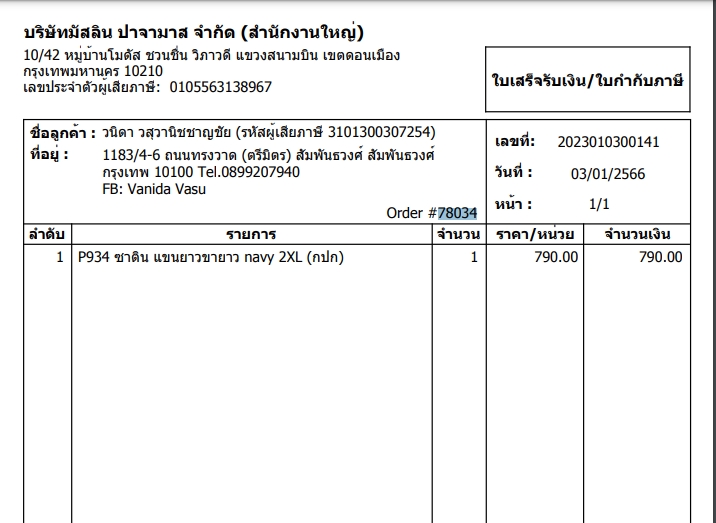 บริษัทมัสลิน ปาจามาส จำกัด (สำนักงานใหญ่)
10/42 หมู่บ้านโมดัส ชวนชื่น วิภาวดี แขวงสนามบิน เขตดอนเมือง
กรุงเทพมหานคร 10210
เลขประจำตัวผู้เสียภาษี: 0105563138967
ใบเสร็จรับเงิน/ใบกำกับภาษี
ชื่อลูกค้า : วนิดา วสุวานิชชาญชัย (รหัสผู้เสียภาษี 3101300307254)
ที่อยู่ : 1183/4-6 ถนนทรงวาด (ตรีมิตร) สัมพันธวงศ์ สัมพันธวงศ์
กรุงเทพ 10100 Tel.0899207940
FB: Vanida Vasu
Order #78034
เลขที่: 2023010300141
วันที่ : 03/01/2566
หน้า : 1/1
ลำดับ รายการ จำนวน ราคา/หน่วย จำนวนเงิน
1 P934 ซาติน แขนยาวขายาว navy 2XL (กปก) 1 790.00 790.00